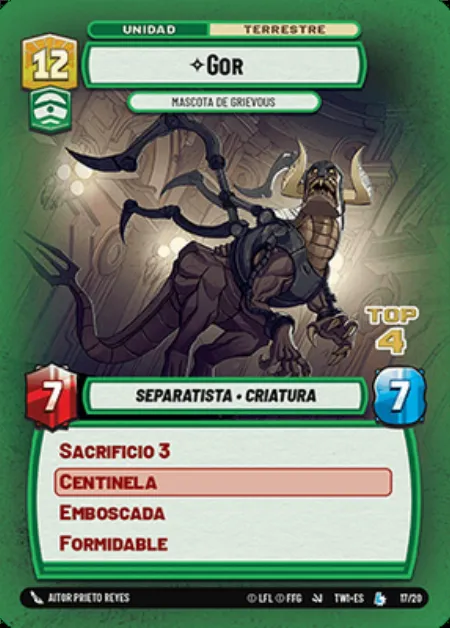 UNIDAD TERRESTRE
12 GOR
MASCOTA DE GRIEVOUS
TOP
4
7 SEPARATISTA • CRIATURA 7
SACRIFICIO 3
CENTINELA
EMBOSCADA
FORMIDABLE
AITOR PRIETO REYES © LFL © FFG TWI•ES 17/20